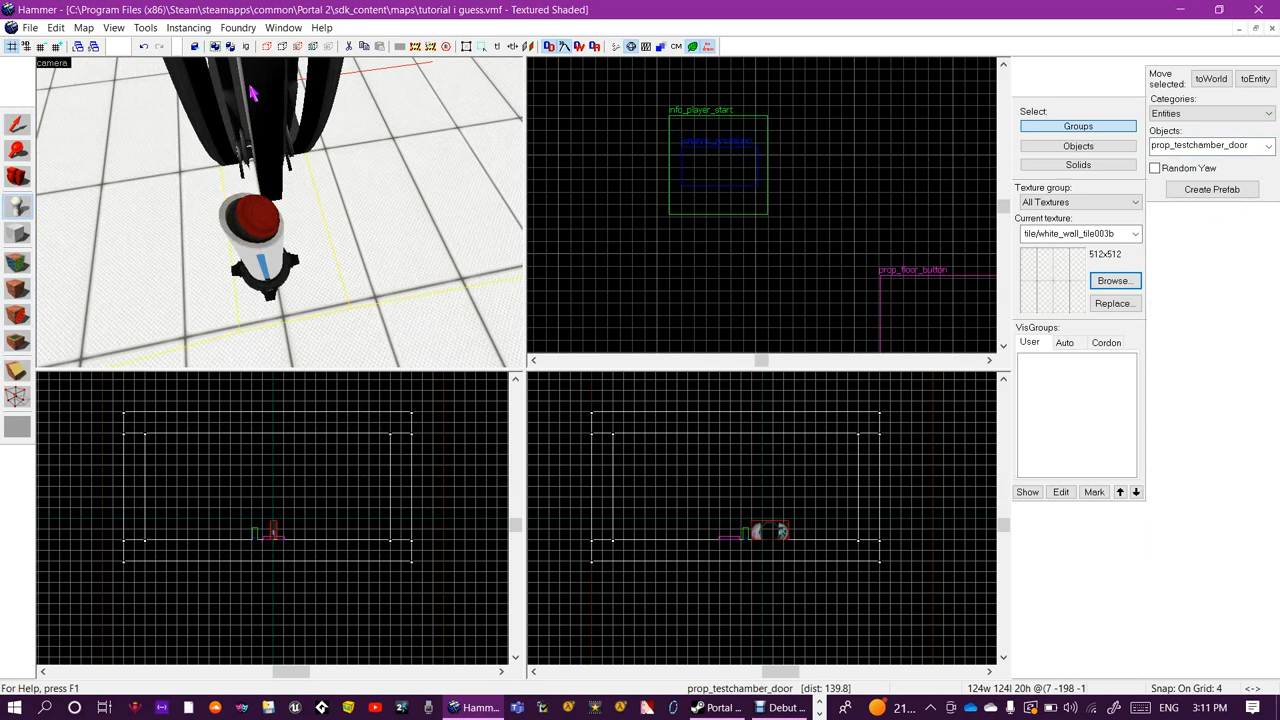 Hammer - [C:\Program Files (x86)\Steam\steamapps\common\Portal 2\sdk_content\maps\tutorial i guess.vmf - Textured Shaded]
File Edit Map View Tools Instancing Foundry Window Help
camera
info_player_start
prop_floor_button
Move selected:
toWorld
toEntity
Categories:
Entities
Objects:
prop_testchamber_door
Random Yaw
Create Prefab
Select:
Groups
Objects
Solids
Texture group:
All Textures
Current texture:
tile/white_wall_tile003b
512x512
Browse...
Replace...
VisGroups:
User Auto Cordon
Show Edit Mark
For Help, press F1
prop_testchamber_door [dist: 139.8]
124w 124l 20h @(7 -198 -1
Snap: On Grid: 4 <->
Hamm...
Portal ...
Debut ...
21...
ENG 3:11 PM